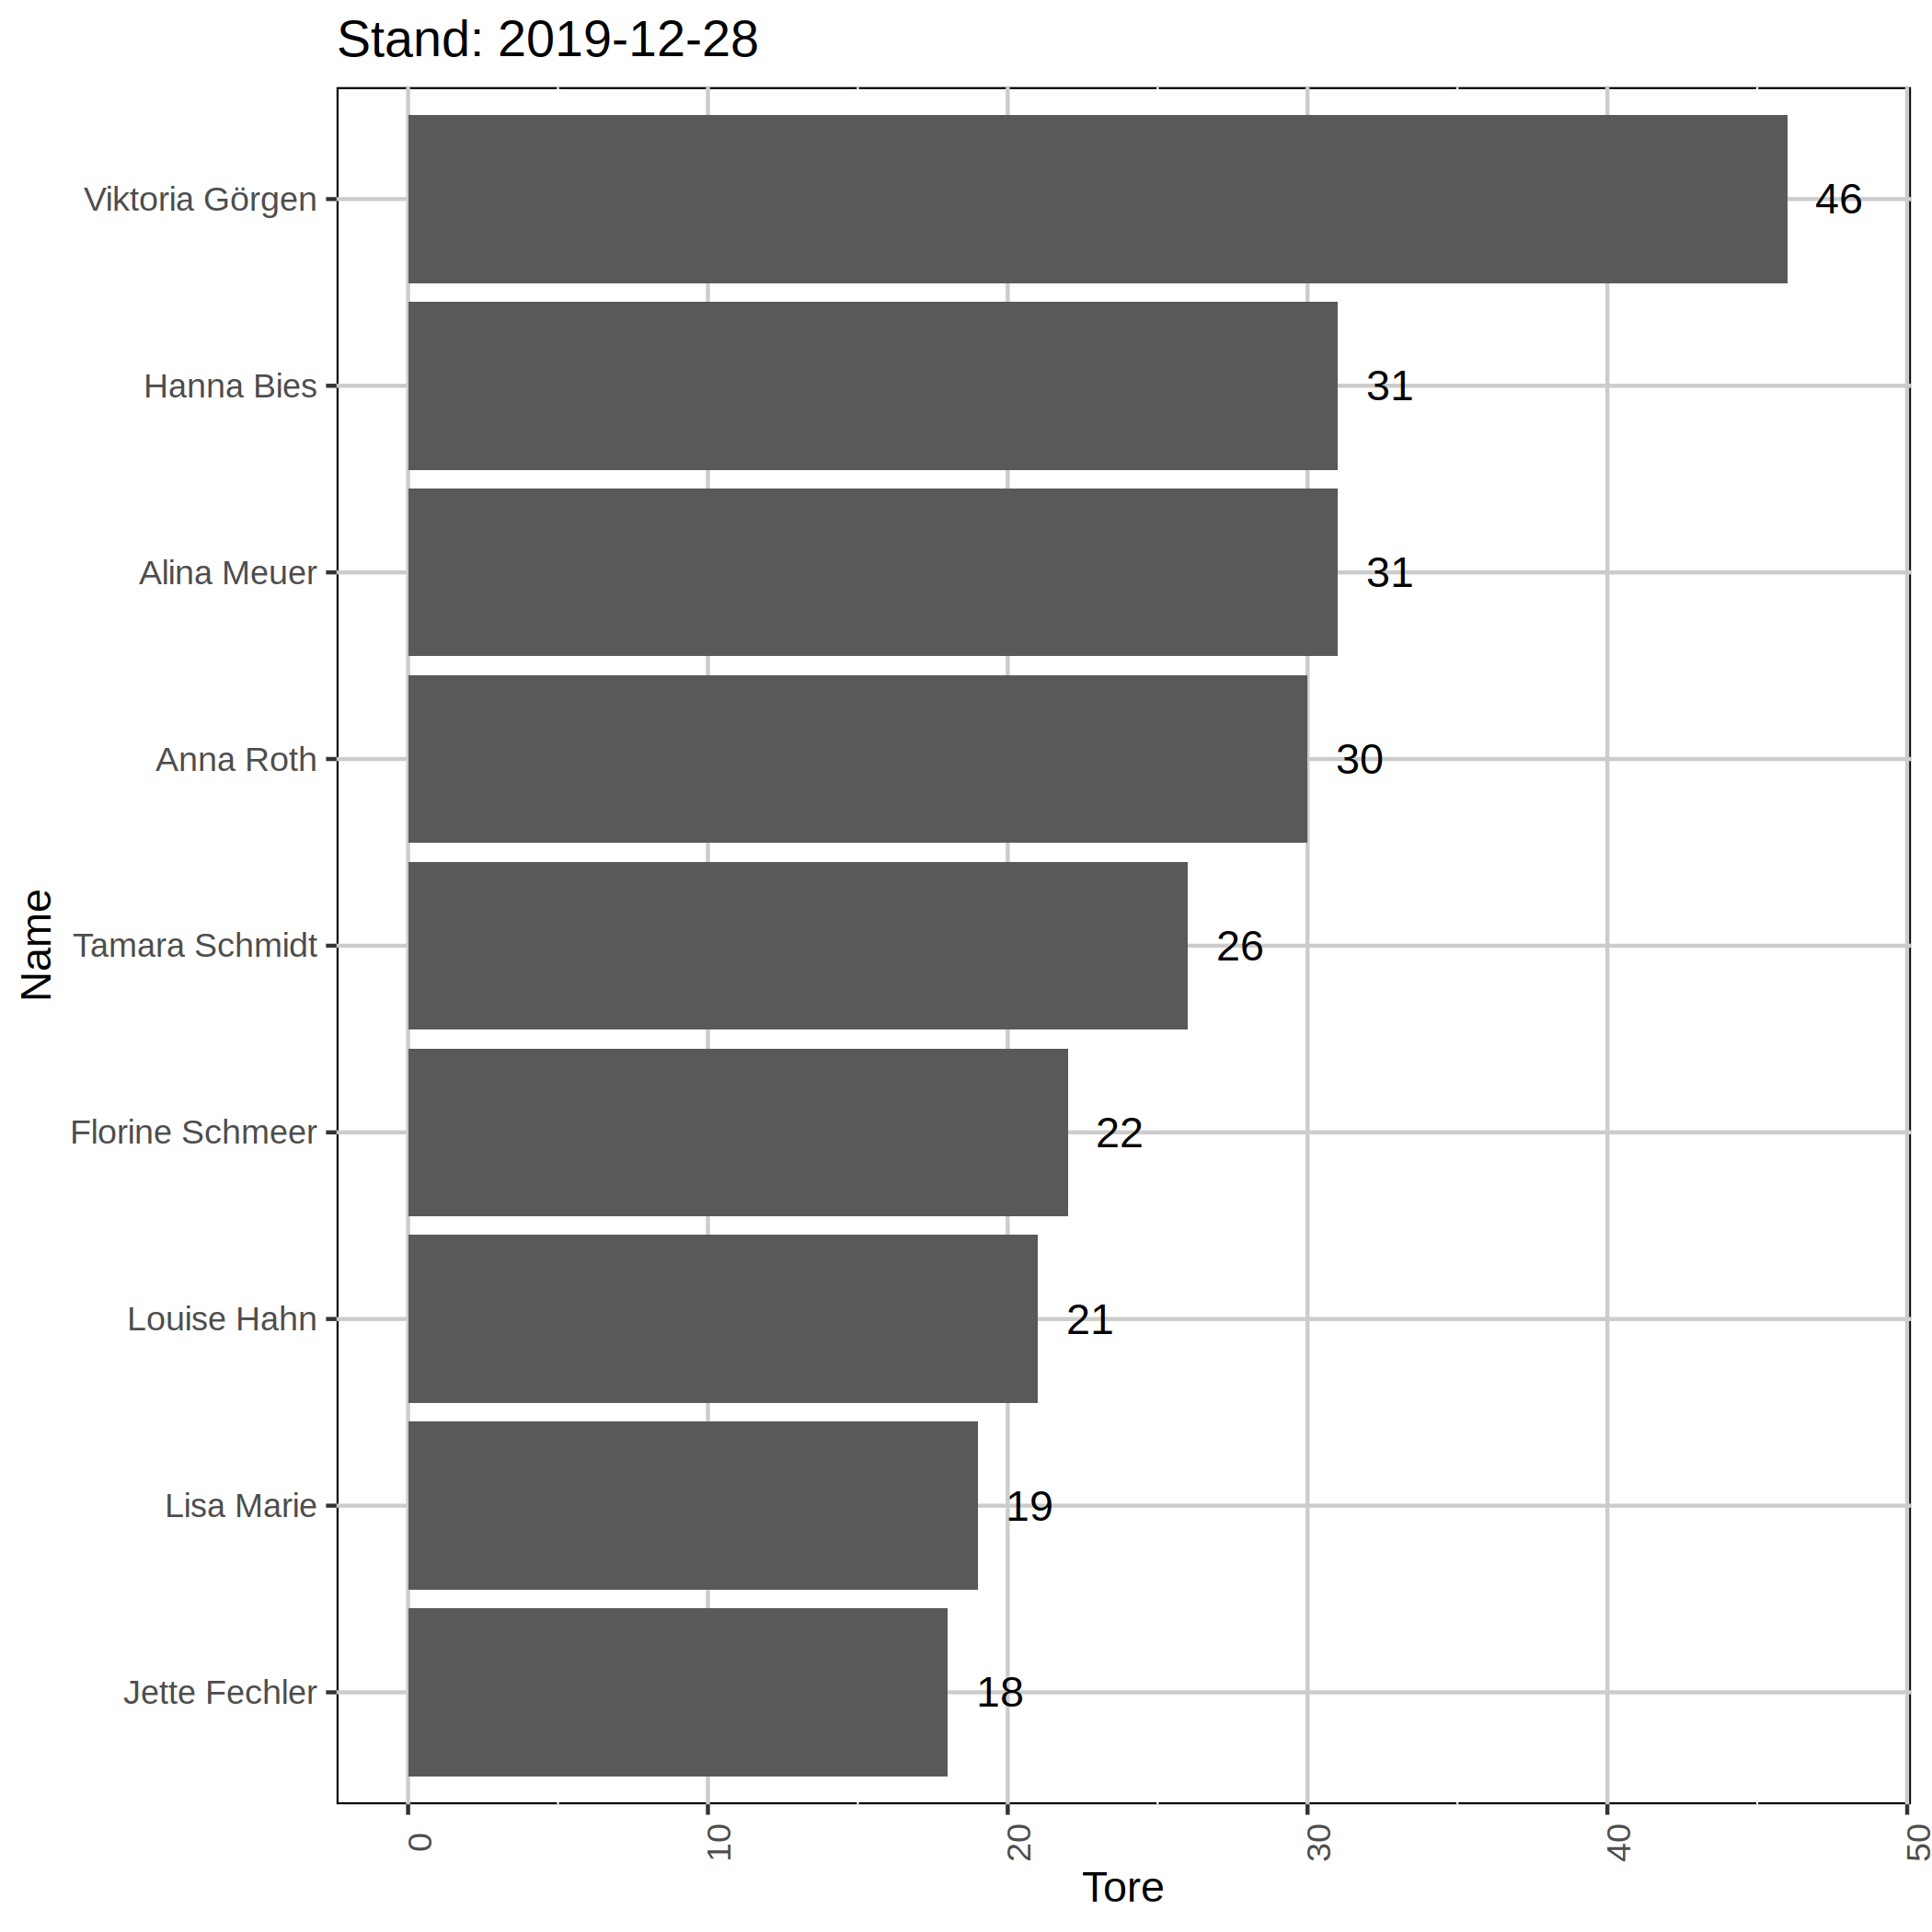 Stand: 2019-12-28
Viktoria Görgen
46
Hanna Bies
31
Alina Meuer
31
Anna Roth
30
Tamara Schmidt
26
Florine Schmeer
22
Louise Hahn
21
Lisa Marie
19
Jette Fechler
18
Name
0
10
20
30
40
50
Tore